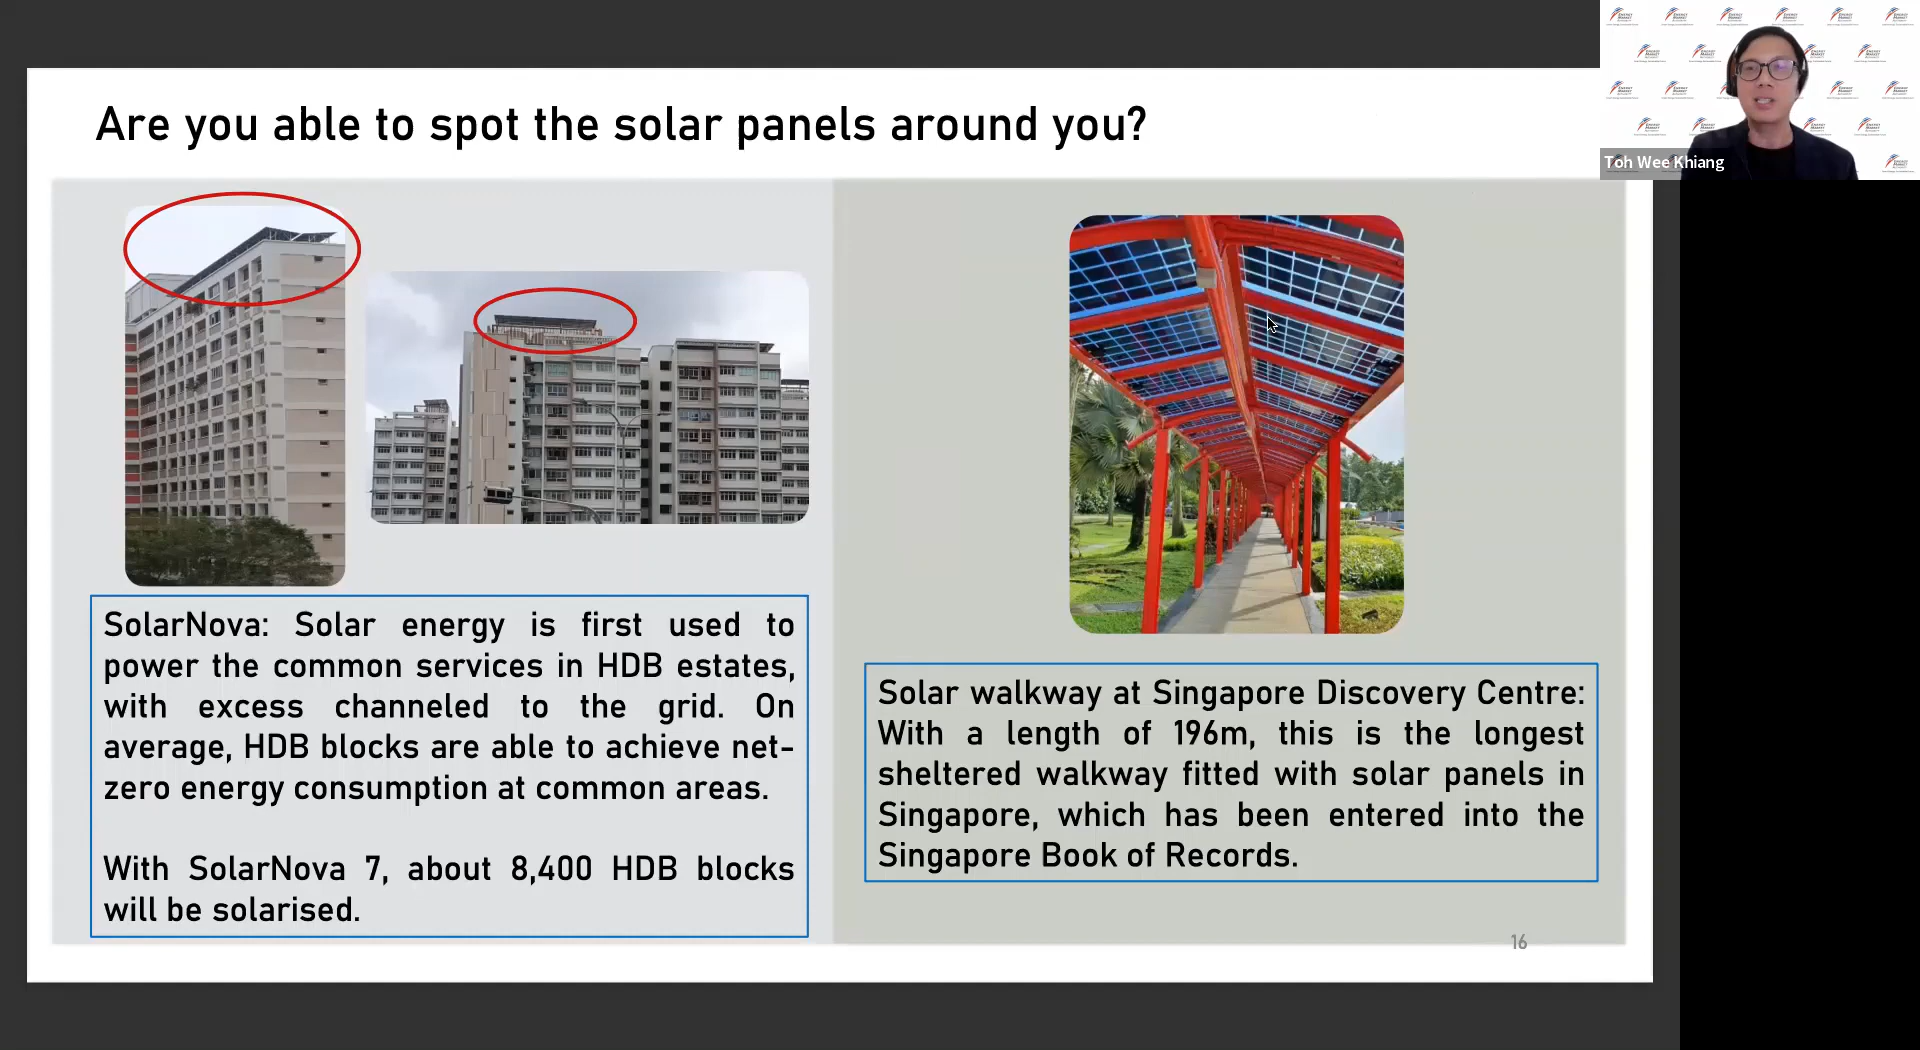 Are you able to spot the solar panels around you?
Toh Wee Khiang
SolarNova: Solar energy is first used to
power the common services in HDB estates,
with excess channeled to the grid. On
average, HDB blocks are able to achieve net-
zero energy consumption at common areas.
With SolarNova 7, about 8,400 HDB blocks
will be solarised.
Solar walkway at Singapore Discovery Centre:
With a length of 196m, this is the longest
sheltered walkway fitted with solar panels in
Singapore, which has been entered into the
Singapore Book of Records.
16